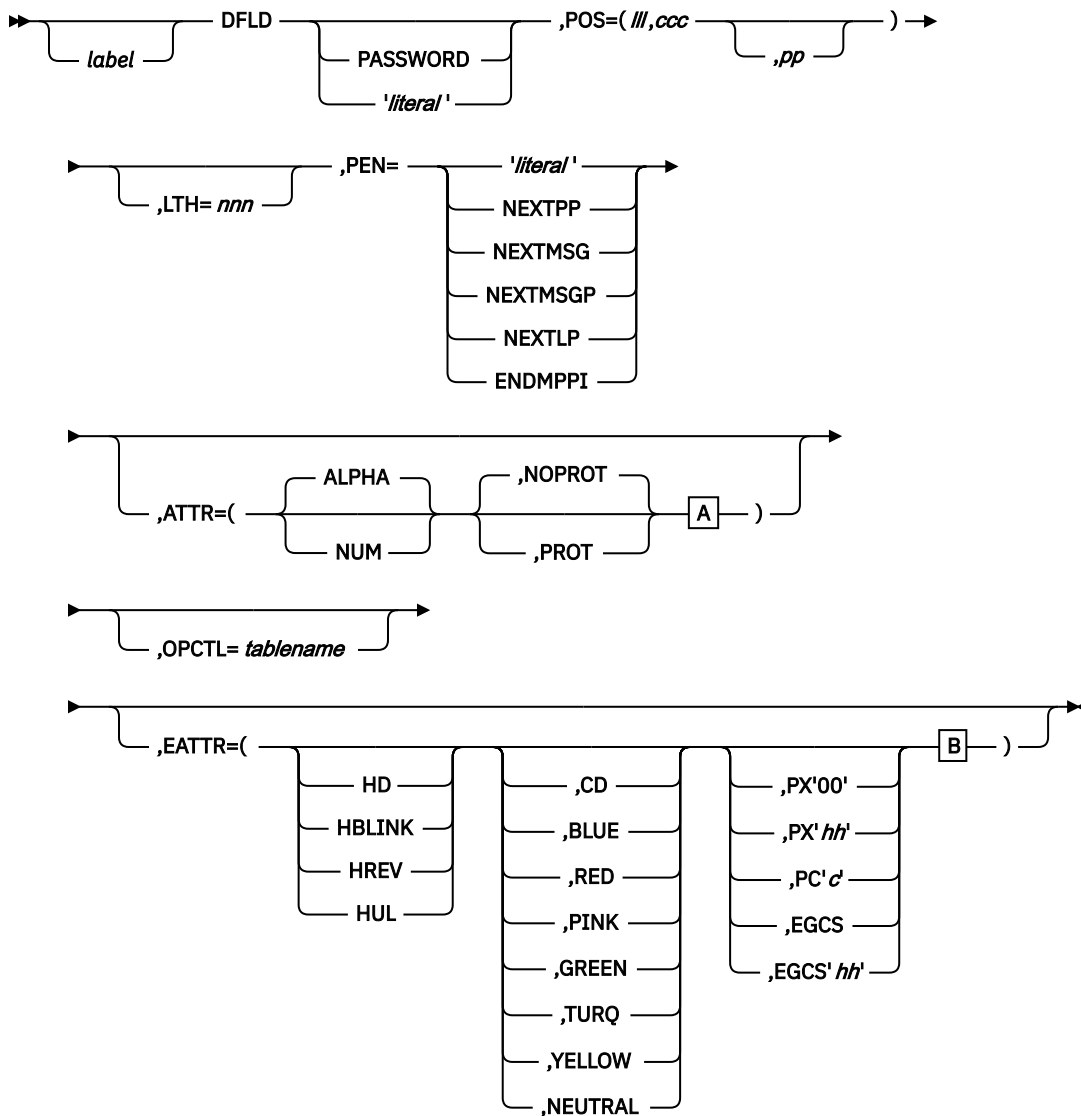 DFLD ,POS=( lll ,ccc )
label PASSWORD ,pp
'literal '
,PEN= 'literal '
,LTH= nnn NEXTPP
NEXTMSG
NEXTMSGP
NEXTLP
ENDMPPI
ALPHA ,NOPROT
,ATTR=( A )
NUM ,PROT
,OPCTL= tablename
,EATTR=( B )
HD ,CD ,PX'00'
HBLINK ,BLUE ,PX'hh'
HREV ,RED ,PC'c'
HUL ,PINK ,EGCS
,GREEN ,EGCS'hh'
,TURQ
,YELLOW
,NEUTRAL